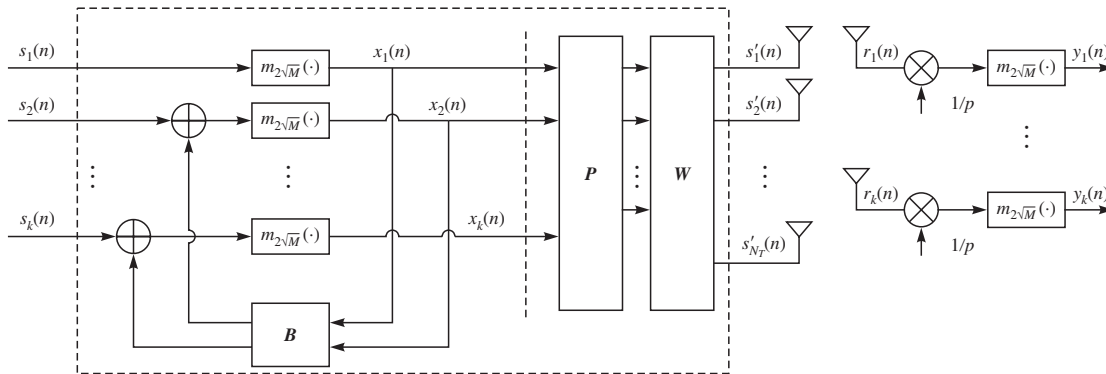 s₁(n)
m₂√M(·)
x₁(n)
s₂(n)
m₂√M(·)
x₂(n)
⋮
⋮
sₖ(n)
m₂√M(·)
xₖ(n)
B
P
⋮
W
s′₁(n)
s′₂(n)
⋮
s′_{N_T}(n)
r₁(n)
1/p
m₂√M(·)
y₁(n)
⋮
⋮
rₖ(n)
1/p
m₂√M(·)
yₖ(n)